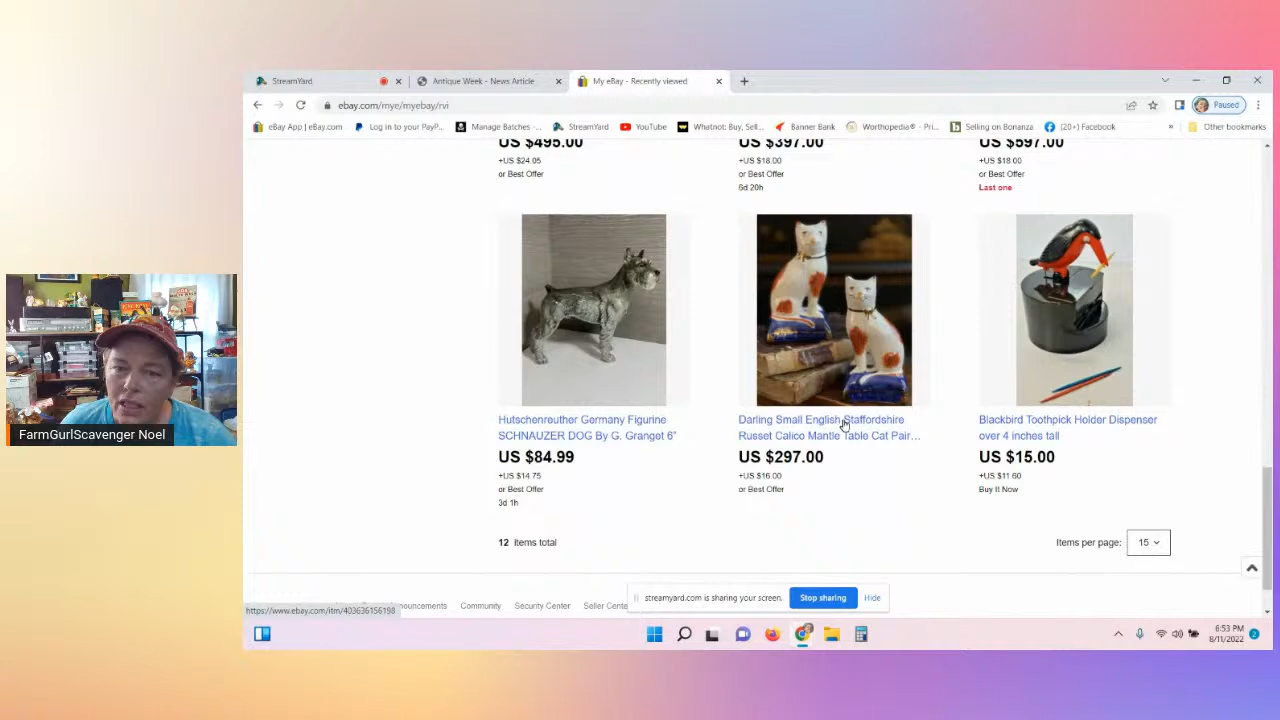 StreamYard
Antique Week - News Article
My eBay - Recently viewed
ebay.com/mye/myebay/rvi
Paused
eBay App | eBay.com
Log in to your PayP...
Manage Batches -...
StreamYard
YouTube
Whatnot: Buy, Sell...
Banner Bank
Worthopedia® - Pri...
Selling on Bonanza
(20+) Facebook
»
Other bookmarks
US $495.00
+US $24.05
or Best Offer
US $397.00
+US $18.00
or Best Offer
6d 20h
US $597.00
+US $18.00
or Best Offer
Last one
Hutschenreuther Germany Figurine
SCHNAUZER DOG By G. Granget 6"
US $84.99
+US $14.75
or Best Offer
3d 1h
Darling Small English Staffordshire
Russet Calico Mantle Table Cat Pair...
US $297.00
+US $16.00
or Best Offer
Blackbird Toothpick Holder Dispenser
over 4 inches tall
US $15.00
+US $11.60
Buy It Now
12 items total
Items per page: 15
FarmGurlScavenger Noel
streamyard.com is sharing your screen.
Stop sharing
Hide
https://www.ebay.com/itm/403636156198
nouncements
Community
Security Center
Seller Cente
6:53 PM
8/11/2022
2